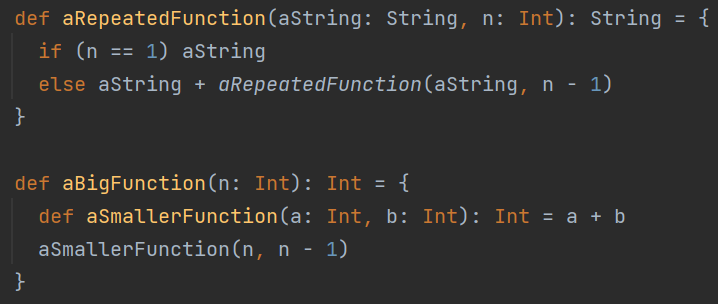 def aRepeatedFunction(aString: String, n: Int): String = {
  if (n == 1) aString
  else aString + aRepeatedFunction(aString, n - 1)
}

def aBigFunction(n: Int): Int = {
  def aSmallerFunction(a: Int, b: Int): Int = a + b
  aSmallerFunction(n, n - 1)
}